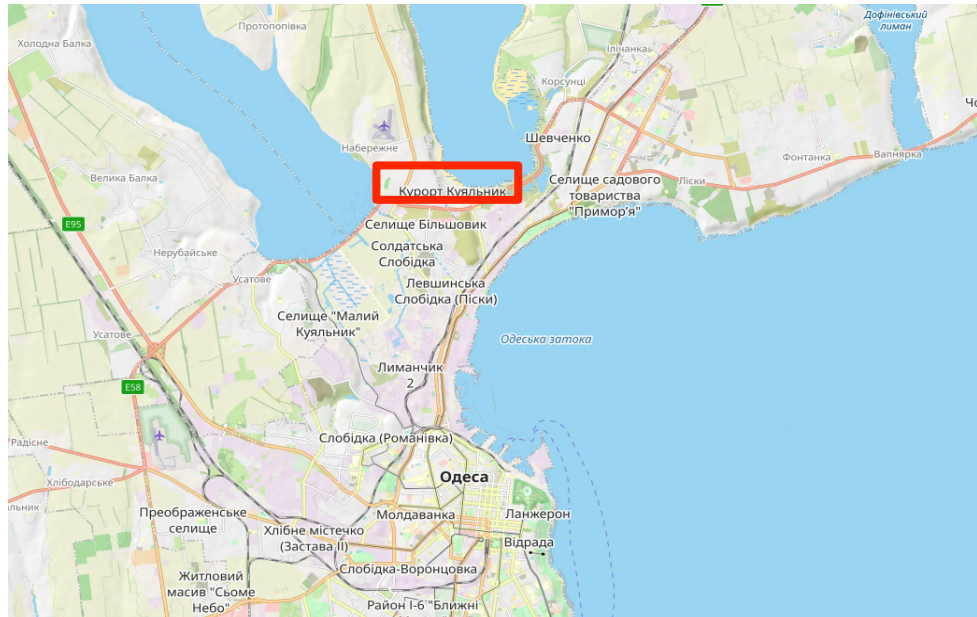 Протопопівка
Дофінівський
лиман
Холодна Балка
Іллічанка
Корсунці
Шевченко
Набережне
Фонтанка
Вапнярка
Велика Балка
Курорт Куяльник
Селище садового
товариства
"Примор'я"
Ліски
E95
Селище Більшовик
Солдатська
Слобідка
Нерубайське
Усатове
Левшинська
Слобідка (Піски)
Селище "Малий
Куяльник"
Усатове
Одеська затока
Лиманчик
2
E58
Слобідка (Романівка)
Радісне
Одеса
Хлібодарське
Преображенське
селище
Молдаванка
Ланжерон
Хлібне містечко
(Застава II)
Відрада
Слобідка-Воронцовка
Житловий
масив "Сьоме
Небо"
Район І-6 "Ближні